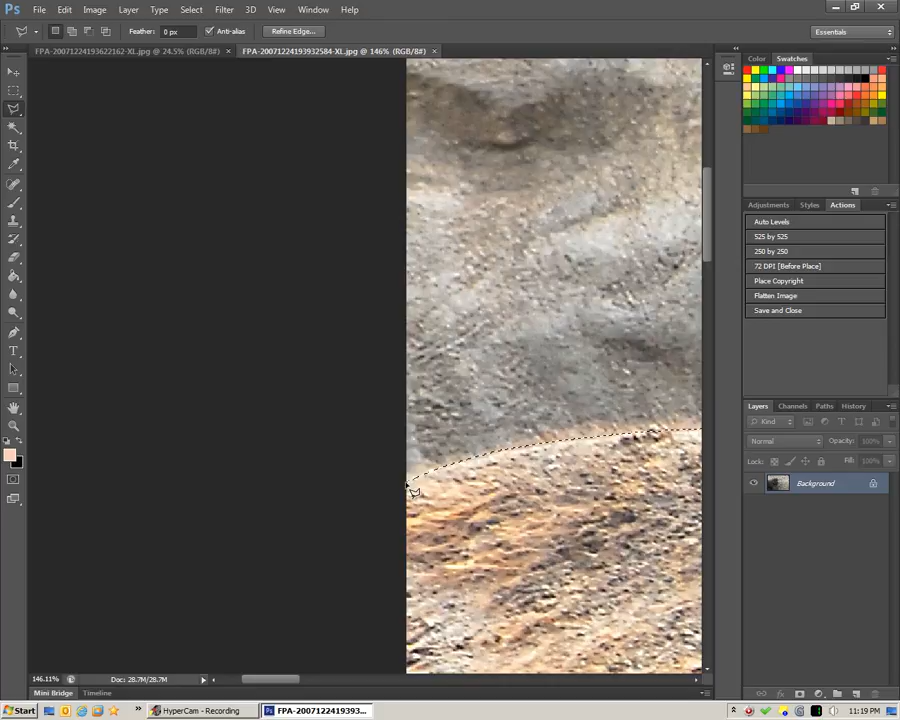 Ps File Edit Image Layer Type Select Filter 3D View Window Help
Feather: 0 px Anti-alias Refine Edge... Essentials
FPA-20071224193622162-XL.jpg @ 24.5% (RGB/8#) × FPA-20071224193932584-XL.jpg @ 146% (RGB/8#) ×
Color Swatches
Adjustments Styles Actions
Auto Levels
525 by 525
250 by 250
72 DPI [Before Place]
Place Copyright
Flatten Image
Save and Close
Layers Channels Paths History
Kind
Normal Opacity: 100%
Lock: Fill: 100%
Background
146.11% Doc: 28.7M/28.7M
Mini Bridge Timeline
Start HyperCam - Recording FPA-2007122419393... 11:19 PM